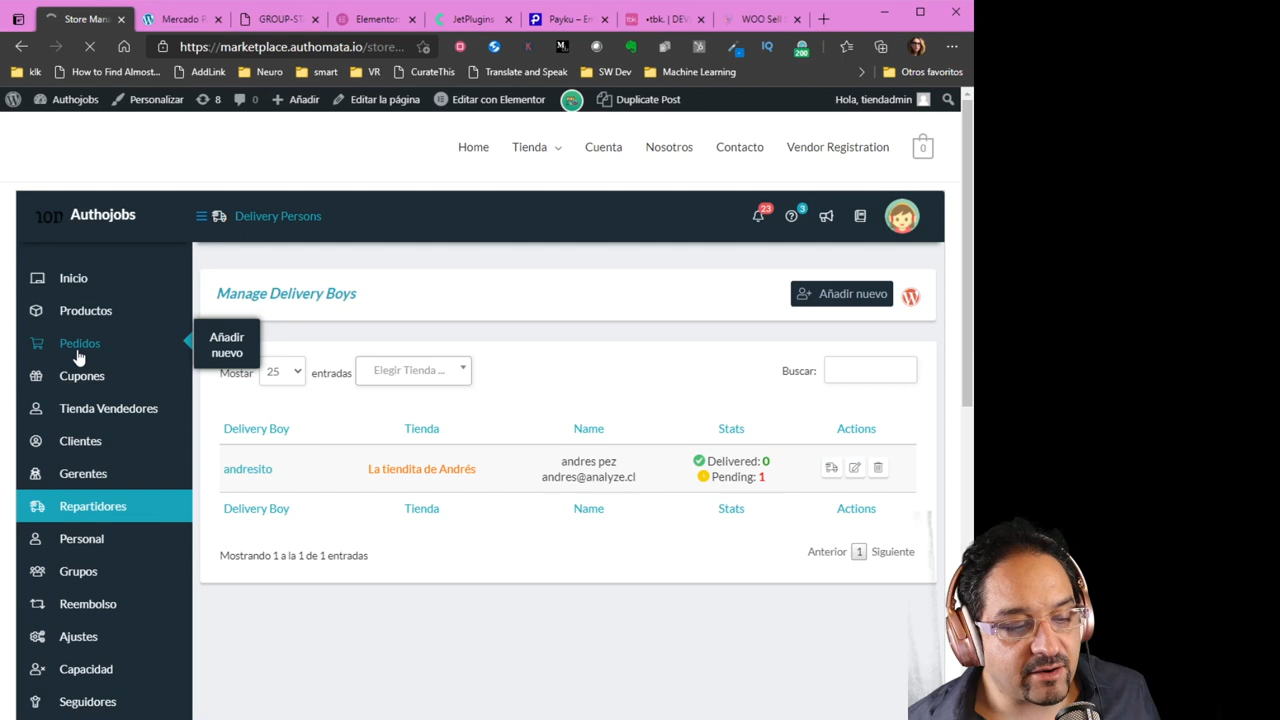 Store Man
Mercado P
GROUP-ST
Elementor
JetPlugins
Payku – En
•tbk. | DEV
WOO Sell
https://marketplace.authomata.io/store...
200
klk
How to Find Almost...
AddLink
Neuro
smart
VR
CurateThis
Translate and Speak
SW Dev
Machine Learning
Otros favoritos
Authojobs
Personalizar
8
0
Añadir
Editar la página
Editar con Elementor
Duplicate Post
Hola, tiendadmin
Home
Tienda
Cuenta
Nosotros
Contacto
Vendor Registration
0
Authojobs
Delivery Persons
23
3
Inicio
Productos
Pedidos
Cupones
Tienda Vendedores
Clientes
Gerentes
Repartidores
Personal
Grupos
Reembolso
Ajustes
Capacidad
Seguidores
Añadir
nuevo
Manage Delivery Boys
Añadir nuevo
Mostar
25
entradas
Elegir Tienda ...
Buscar:
Delivery Boy
Tienda
Name
Stats
Actions
andresito
La tiendita de Andrés
andres pez
andres@analyze.cl
Delivered: 0
Pending: 1
Delivery Boy
Tienda
Name
Stats
Actions
Mostrando 1 a la 1 de 1 entradas
Anterior
1
Siguiente